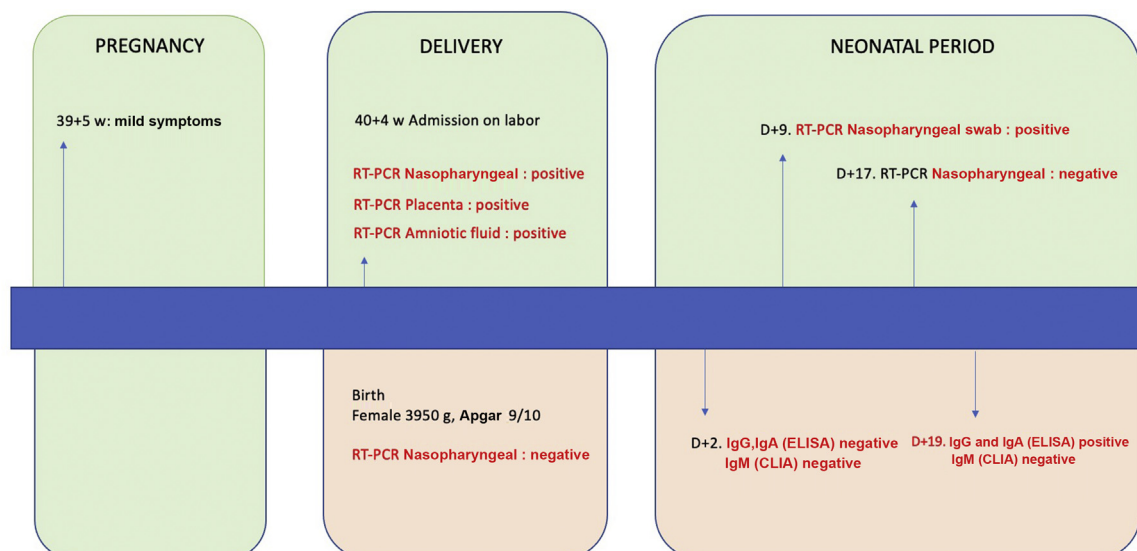 PREGNANCY
39+5 w: mild symptoms
DELIVERY
40+4 w Admission on labor
RT-PCR Nasopharyngeal : positive
RT-PCR Placenta : positive
RT-PCR Amniotic fluid : positive
Birth
Female 3950 g, Apgar 9/10
RT-PCR Nasopharyngeal : negative
NEONATAL PERIOD
D+9. RT-PCR Nasopharyngeal swab : positive
D+17. RT-PCR Nasopharyngeal : negative
D+2. IgG,IgA (ELISA) negative
IgM (CLIA) negative
D+19. IgG and IgA (ELISA) positive
IgM (CLIA) negative